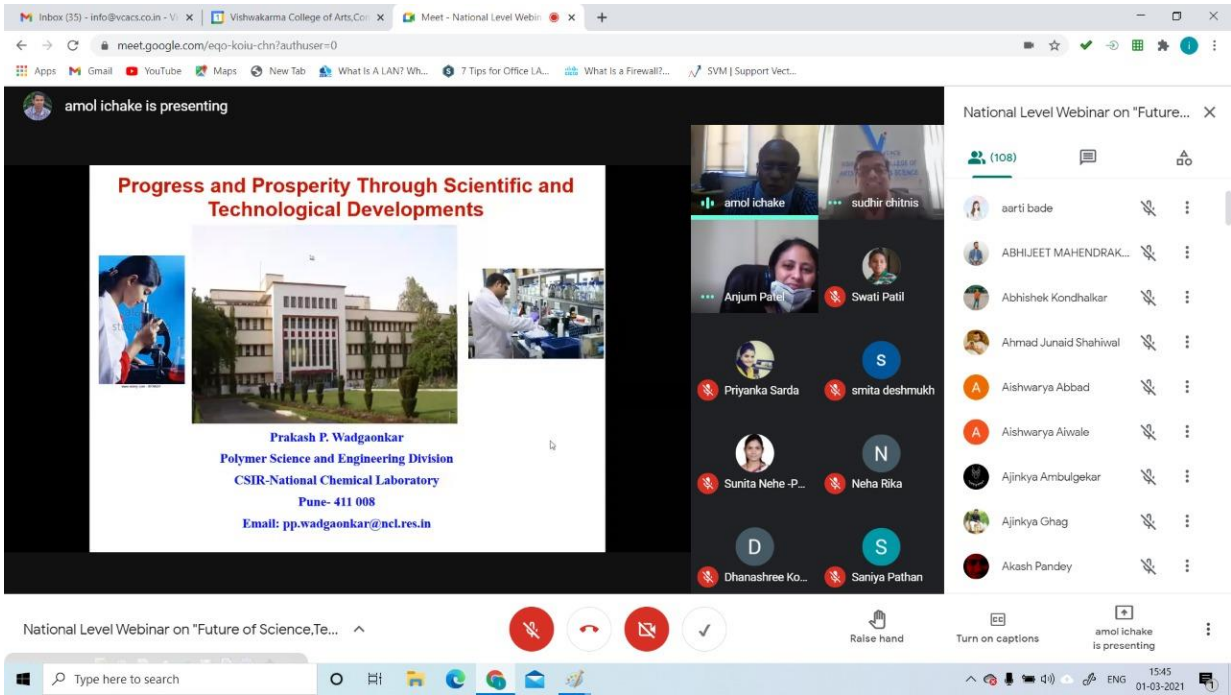 Inbox (35) - info@vcacs.co.in - Vi
Vishwakarma College of Arts,Com
Meet - National Level Webin
meet.google.com/eqo-koiu-chn?authuser=0
Apps
Gmail
YouTube
Maps
New Tab
What Is A LAN? Wh...
7 Tips for Office LA...
What Is a Firewall?...
SVM | Support Vect...
amol ichake is presenting
Progress and Prosperity Through Scientific and
Technological Developments
Prakash P. Wadgaonkar
Polymer Science and Engineering Division
CSIR-National Chemical Laboratory
Pune- 411 008
Email: pp.wadgaonkar@ncl.res.in
amol ichake
sudhir chitnis
Anjum Patel
Swati Patil
Priyanka Sarda
S
smita deshmukh
Sunita Nehe -P...
N
Neha Rika
D
Dhanashree Ko...
S
Saniya Pathan
National Level Webinar on "Future...
(108)
aarti bade
ABHIJEET MAHENDRAK...
Abhishek Kondhalkar
Ahmad Junaid Shahiwal
A
Aishwarya Abbad
A
Aishwarya Aiwale
Ajinkya Ambulgekar
Ajinkya Ghag
Akash Pandey
National Level Webinar on "Future of Science,Te...
Raise hand
Turn on captions
amol ichake
is presenting
Type here to search
ENG
15:45
01-03-2021